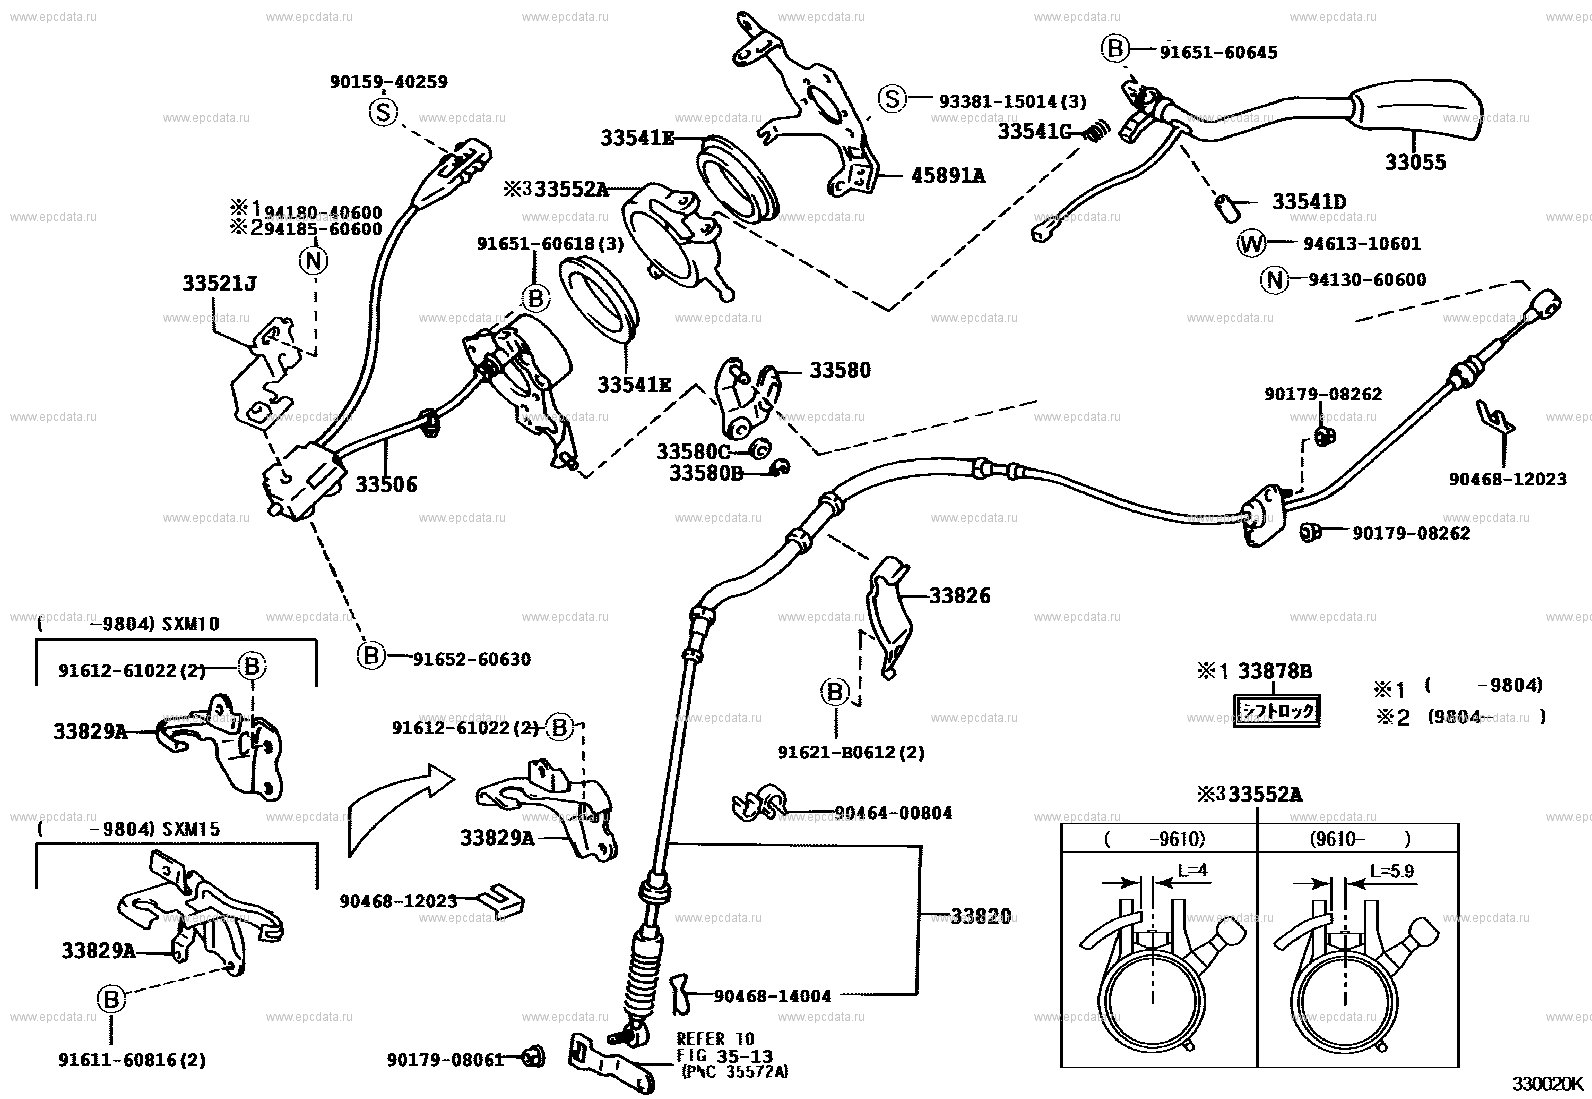 90159-40259
S
※1 94180-40600
※2 94185-60600
N
33521J
33541E
※3 33552A
91651-60618(3)
B
33541E
S
93381-15014(3)
45891A
33541G
B
91651-60645
33055
33541D
W
94613-10601
N
94130-60600
33580
33580C
33580B
33506
90179-08262
90468-12023
90179-08262
33826
B
91652-60630
( -9804) SXM10
91612-61022(2)
B
33829A
( -9804) SXM15
33829A
B
91611-60816(2)
91612-61022(2)
B
33829A
90468-12023
B
91621-B0612(2)
90464-00804
33820
90468-14004
90179-08061
REFER TO
FIG 35-13
(PNC 35572A)
※1 33878B
シフトロック
※1 ( -9804)
※2 (9804- )
※3 33552A
( -9610)
(9610- )
L=4
L=5.9
330020K
www.epcdata.ru